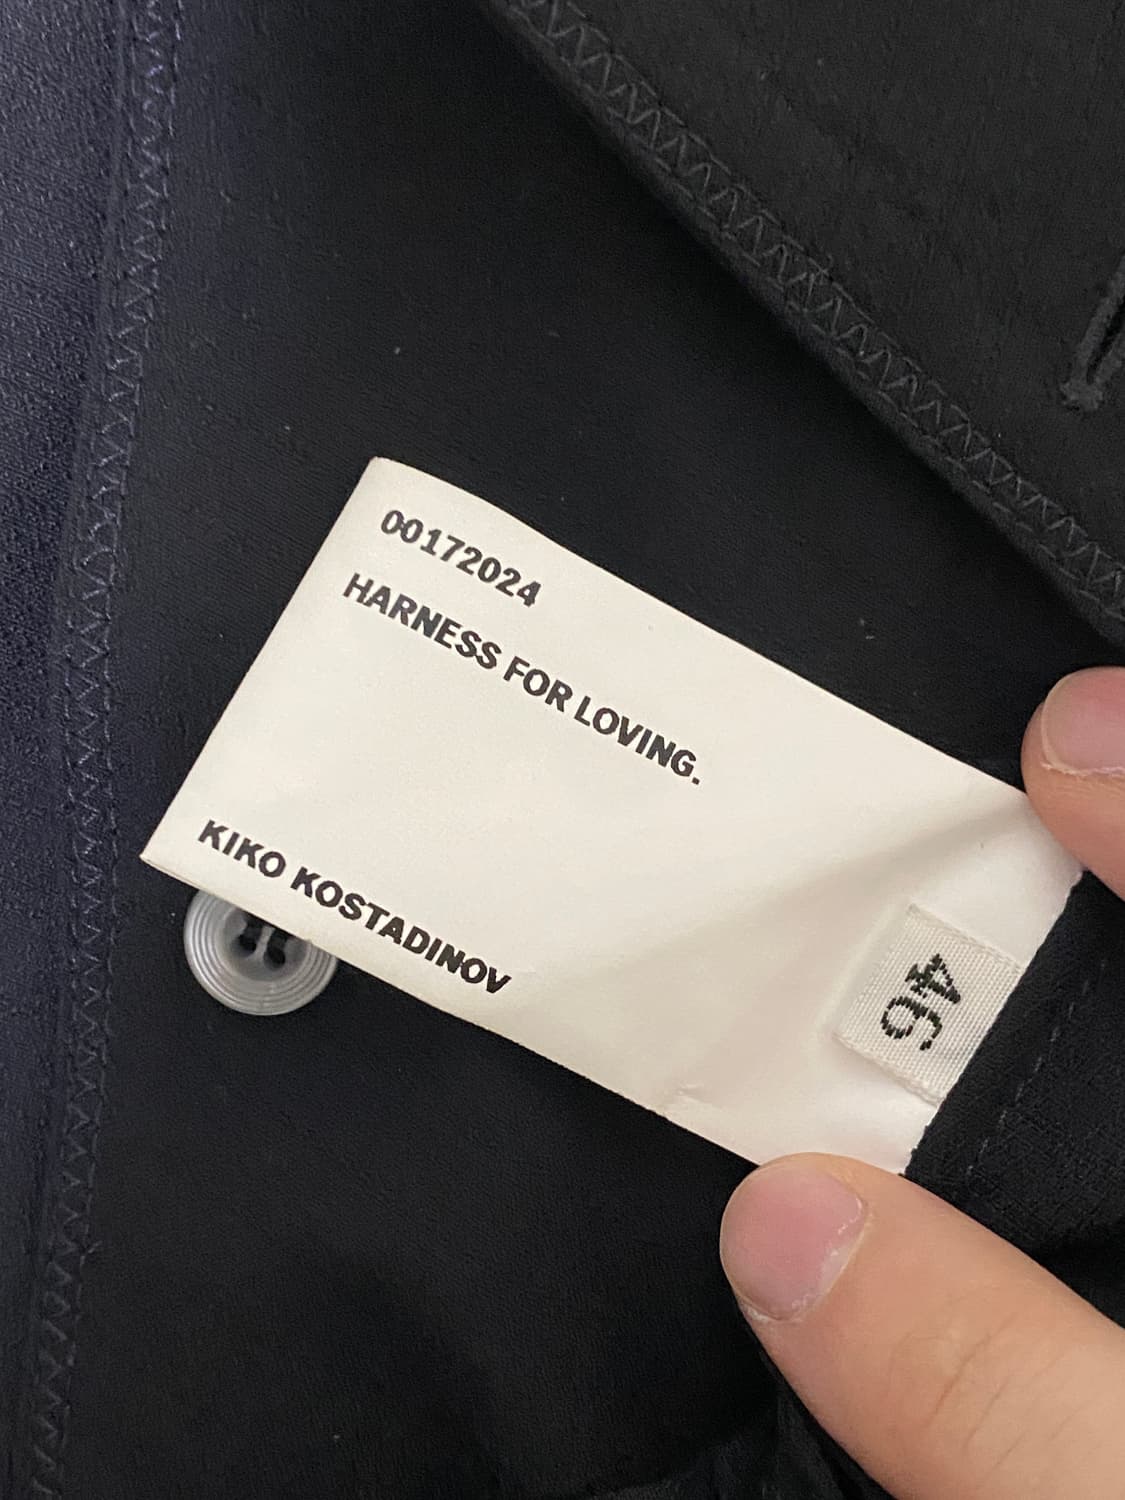 00172024
HARNESS FOR LOVING.
KIKO KOSTADINOV
46